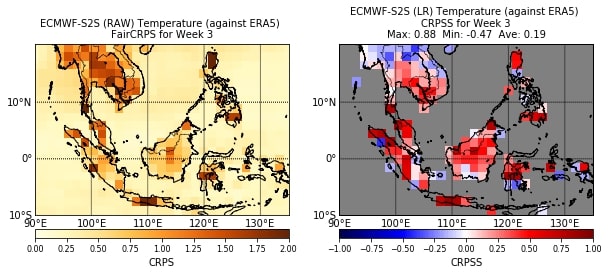 ECMWF-S2S (RAW) Temperature (against ERA5)
FairCRPS for Week 3
10°N
0°
10°S
90°E 100°E 110°E 120°E 130°E
0.00 0.25 0.50 0.75 1.00 1.25 1.50 1.75 2.00
CRPS
ECMWF-S2S (LR) Temperature (against ERA5)
CRPSS for Week 3
Max: 0.88 Min: -0.47 Ave: 0.19
10°N
0°
10°S
90°E 100°E 110°E 120°E 130°E
−1.00 −0.75 −0.50 −0.25 0.00 0.25 0.50 0.75 1.00
CRPSS